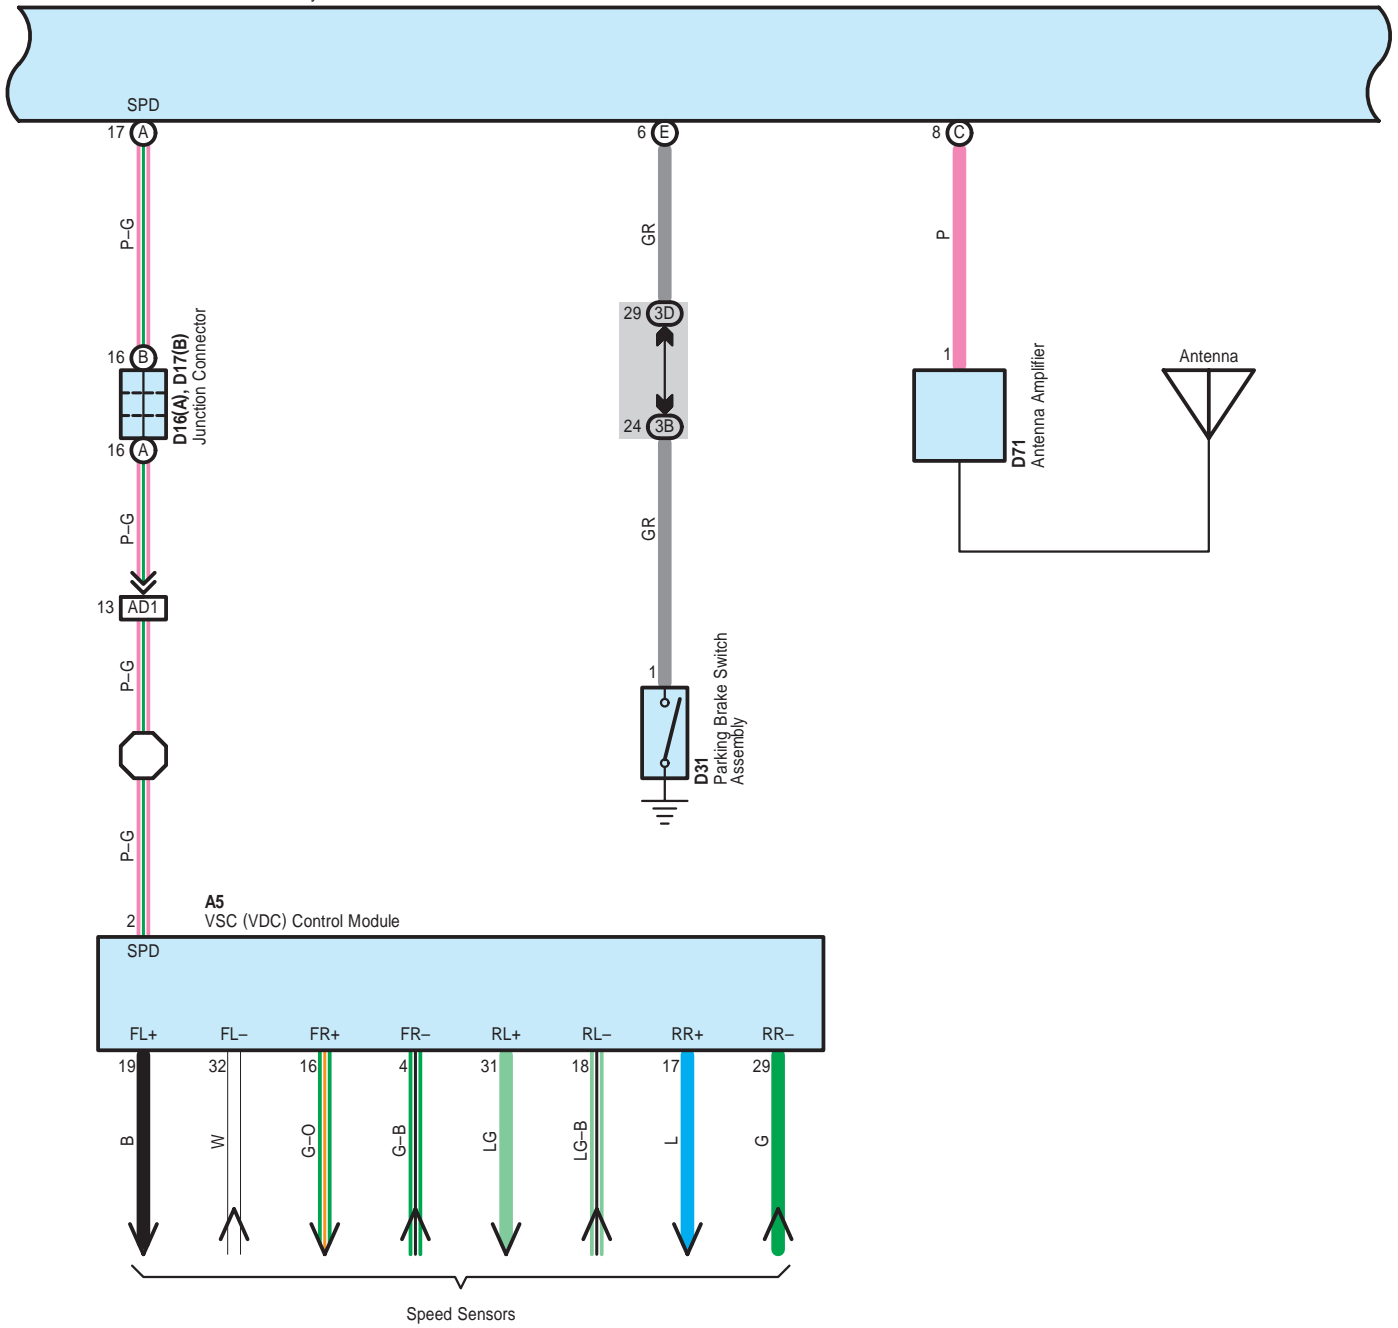 SPD
17 A
6 E
8 C
P–G
GR
P
29 3D
16 B
D16(A), D17(B)
Junction Connector
1
D71
Antenna Amplifier
Antenna
24 3B
16 A
P–G
GR
13 AD1
P–G
1
D31
Parking Brake Switch
Assembly
P–G
A5
VSC (VDC) Control Module
2
SPD
FL+ FL– FR+ FR– RL+ RL– RR+ RR–
19 32 16 4 31 18 17 29
B W G–O G–B LG LG–B L G
Speed Sensors